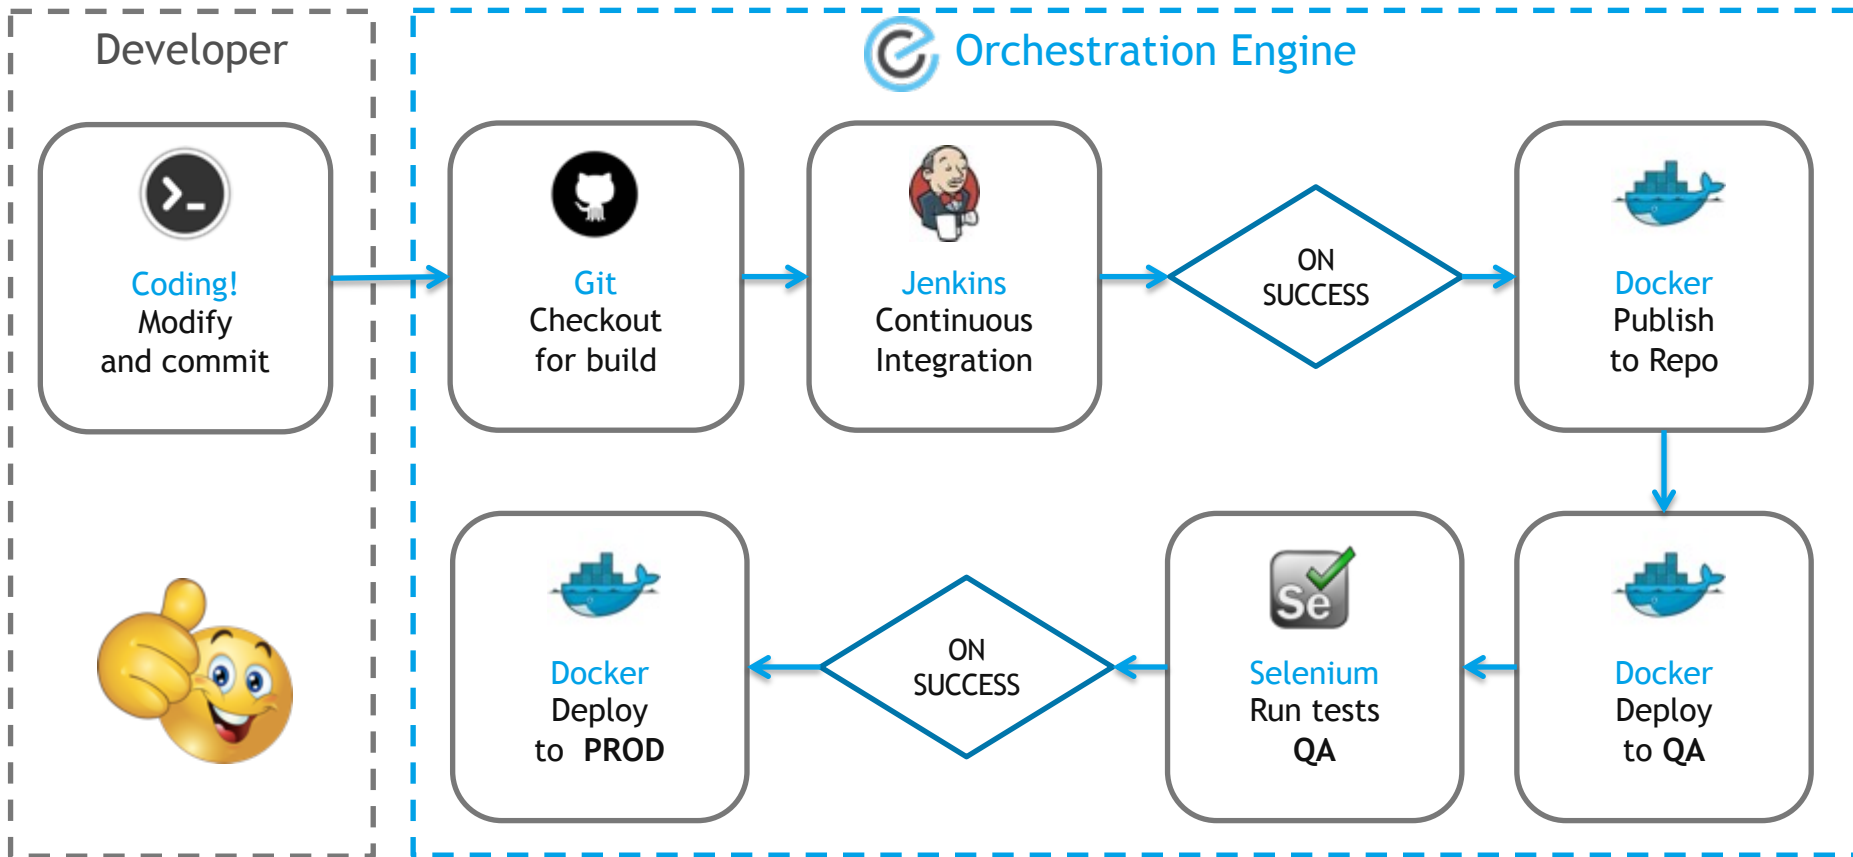 Developer
Orchestration Engine
Coding!
Modify
and commit
Git
Checkout
for build
Jenkins
Continuous
Integration
ON
SUCCESS
Docker
Publish
to Repo
Docker
Deploy
to PROD
ON
SUCCESS
Se
Selenium
Run tests
QA
Docker
Deploy
to QA